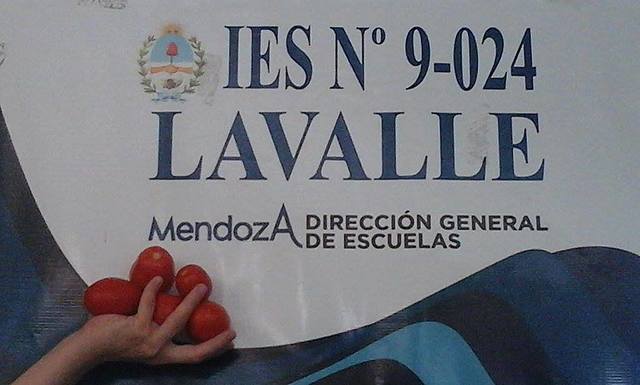 IES Nº 9-024
LAVALLE
MendozA DIRECCIÓN GENERAL
DE ESCUELAS